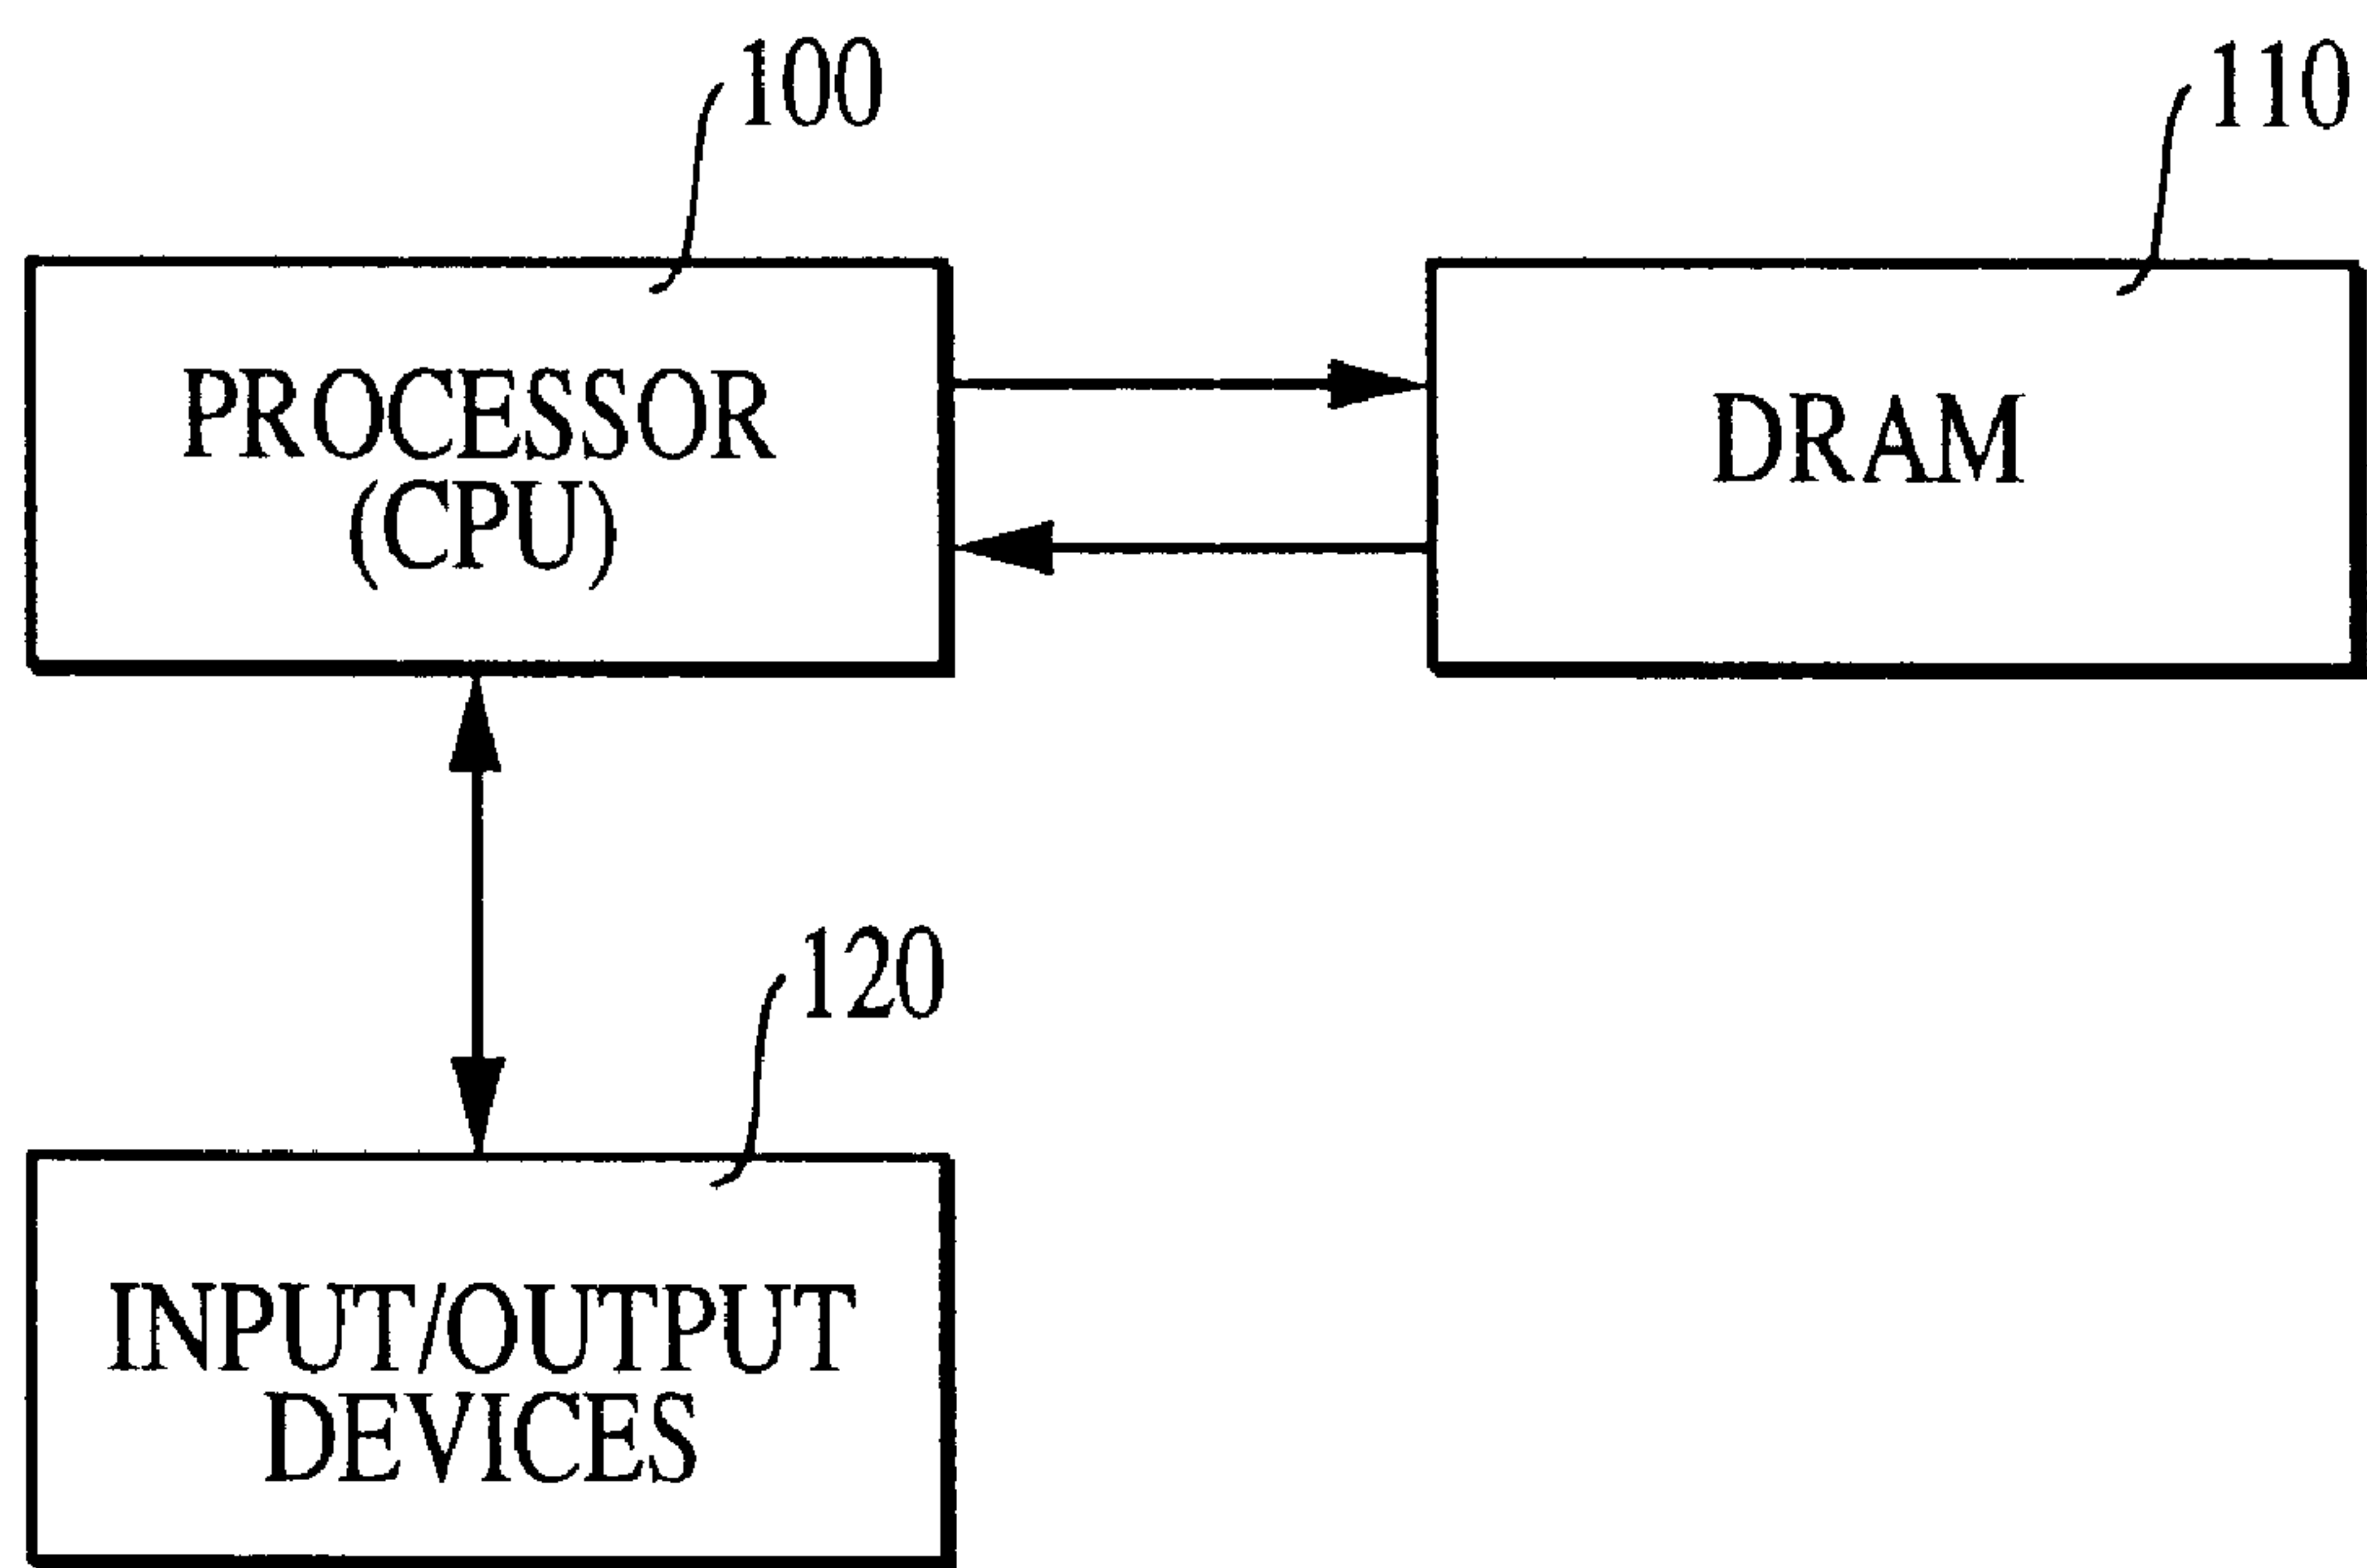 100
110
PROCESSOR
(CPU)
DRAM
120
INPUT/OUTPUT
DEVICES